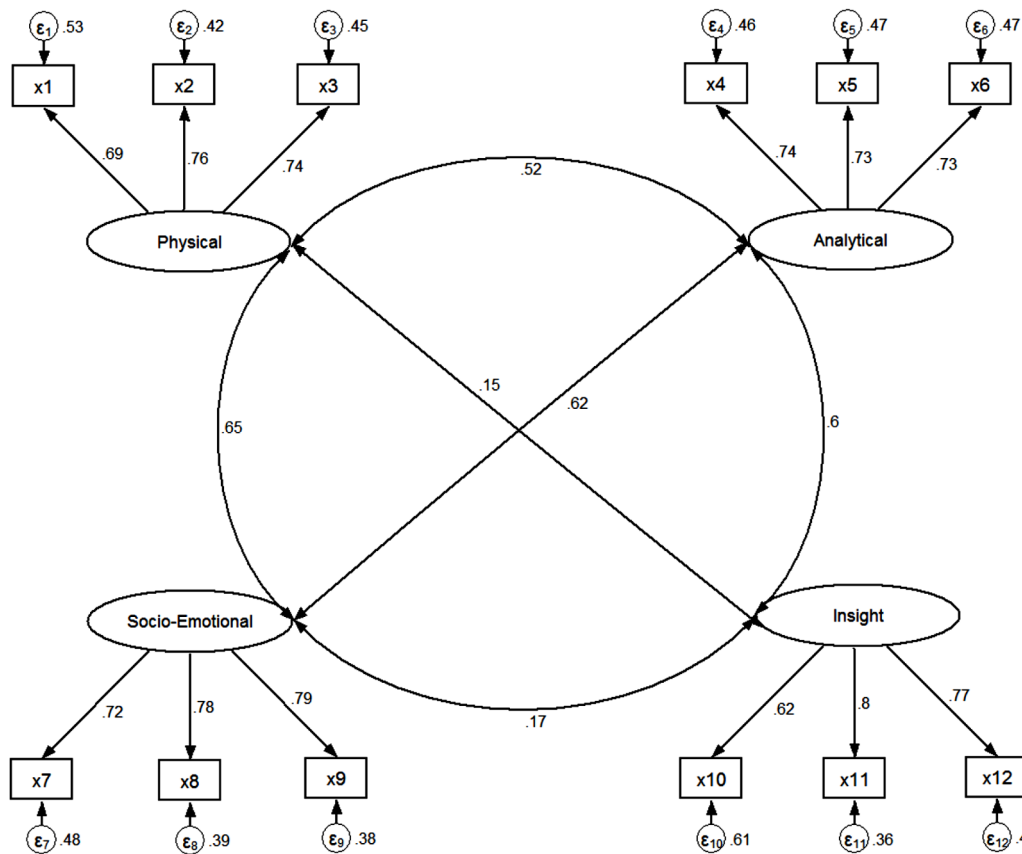 ε1 .53 ε2 .42 ε3 .45 ε4 .46 ε5 .47 ε6 .47
x1 x2 x3 x4 x5 x6
.69 .76 .74 .74 .73 .73
.52
Physical Analytical
.15 .62
.65 .6
Socio-Emotional Insight
.17
.72 .78 .79 .62 .8 .77
x7 x8 x9 x10 x11 x12
ε7 .48 ε8 .39 ε9 .38 ε10 .61 ε11 .36 ε12 .4